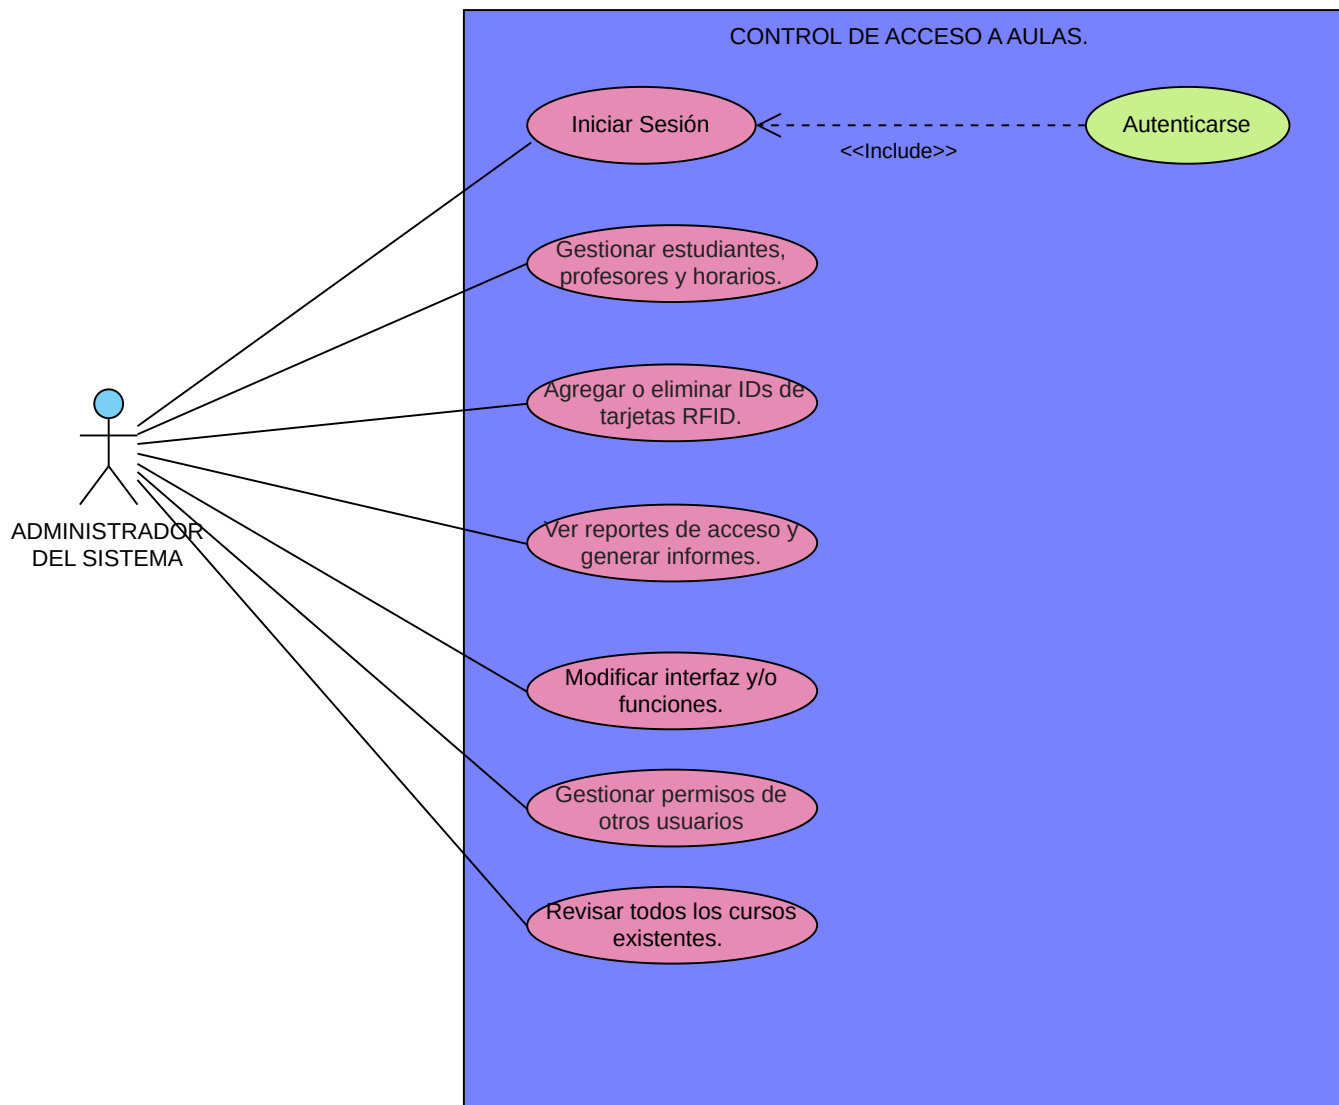 CONTROL DE ACCESO A AULAS.
Iniciar Sesión
Autenticarse
<<Include>>
Gestionar estudiantes,
profesores y horarios.
Agregar o eliminar IDs de
tarjetas RFID.
ADMINISTRADOR
DEL SISTEMA
Ver reportes de acceso y
generar informes.
Modificar interfaz y/o
funciones.
Gestionar permisos de
otros usuarios
Revisar todos los cursos
existentes.